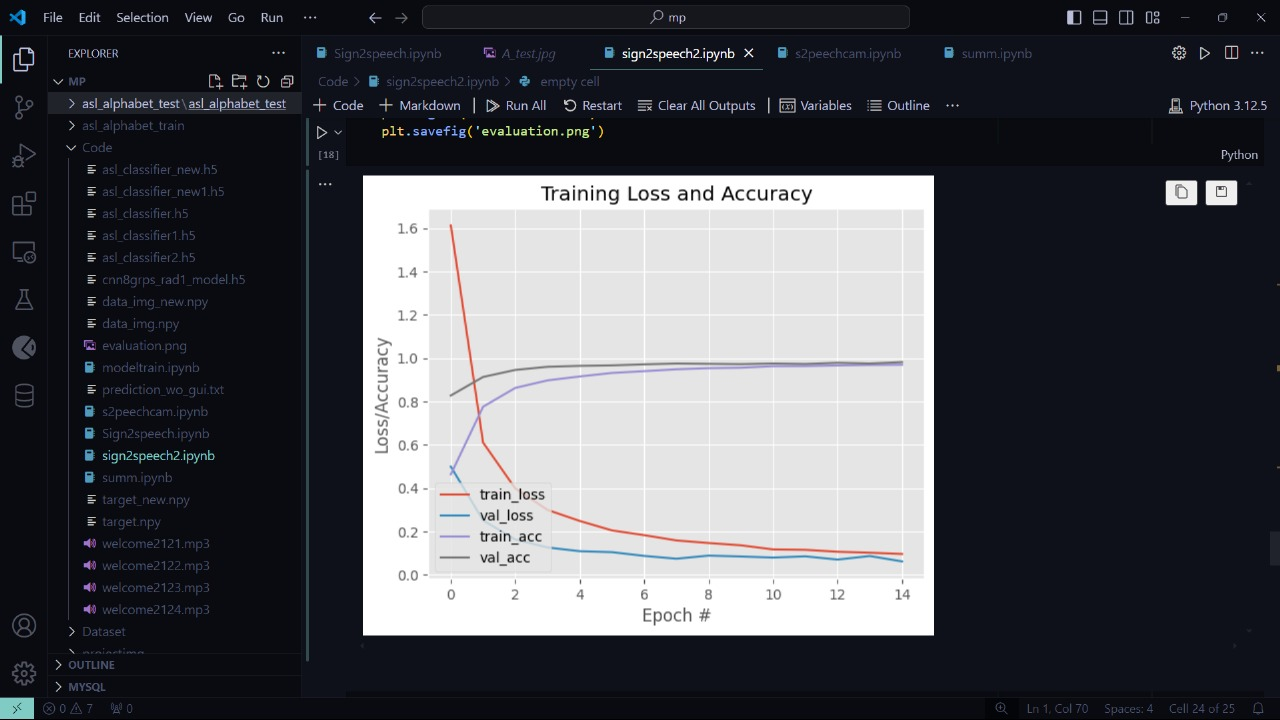 File Edit Selection View Go Run ··· mp
EXPLORER ···
MP
asl_alphabet_test \ asl_alphabet_test
asl_alphabet_train
Code
asl_classifier_new.h5
asl_classifier_new1.h5
asl_classifier.h5
asl_classifier1.h5
asl_classifier2.h5
cnn8grps_rad1_model.h5
data_img_new.npy
data_img.npy
evaluation.png
modeltrain.ipynb
prediction_wo_gui.txt
s2peechcam.ipynb
Sign2speech.ipynb
sign2speech2.ipynb
summ.ipynb
target_new.npy
target.npy
welcome2121.mp3
welcome2122.mp3
welcome2123.mp3
welcome2124.mp3
Dataset
projectimg
OUTLINE
MYSQL
Sign2speech.ipynb A_test.jpg sign2speech2.ipynb s2peechcam.ipynb summ.ipynb ···
Code > sign2speech2.ipynb > empty cell
+ Code + Markdown | Run All Restart Clear All Outputs | Variables Outline ··· Python 3.12.5
plt.savefig('evaluation.png')
[18] Python
···
Training Loss and Accuracy
Loss/Accuracy
1.6
1.4
1.2
1.0
0.8
0.6
0.4
0.2
0.0
train_loss
val_loss
train_acc
val_acc
0 2 4 6 8 10 12 14
Epoch #
0 7 0 Ln 1, Col 70 Spaces: 4 Cell 24 of 25